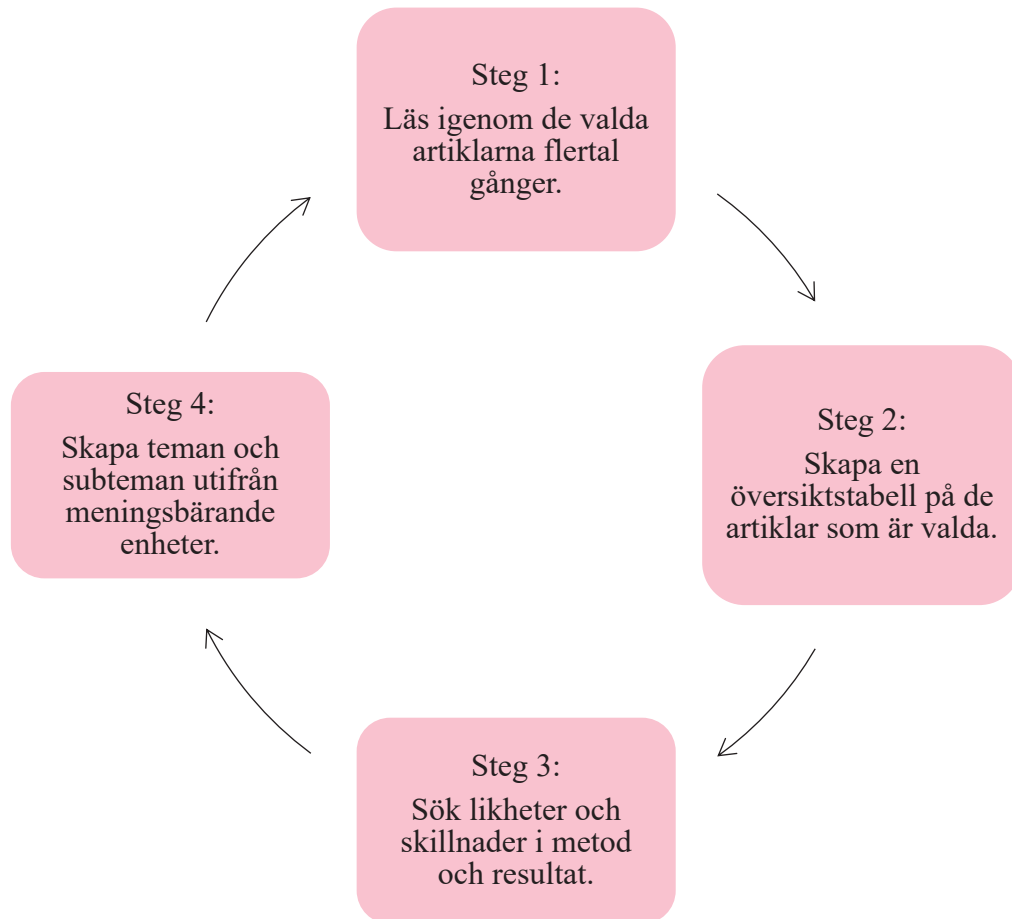 Steg 1:
Läs igenom de valda
artiklarna flertal
gånger.
Steg 2:
Skapa en
översiktstabell på de
artiklar som är valda.
Steg 3:
Sök likheter och
skillnader i metod
och resultat.
Steg 4:
Skapa teman och
subteman utifrån
meningsbärande
enheter.